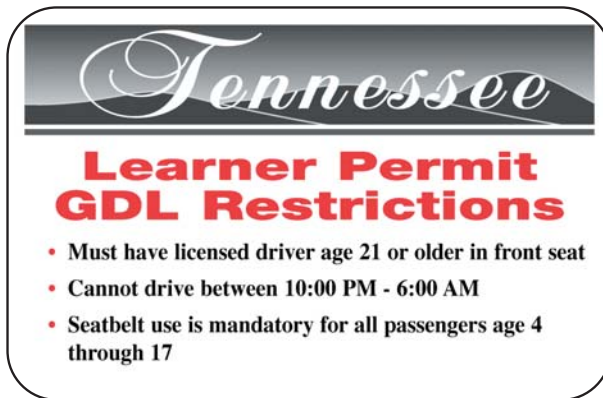 Tennessee
Learner Permit
GDL Restrictions
• Must have licensed driver age 21 or older in front seat
• Cannot drive between 10:00 PM - 6:00 AM
• Seatbelt use is mandatory for all passengers age 4
through 17